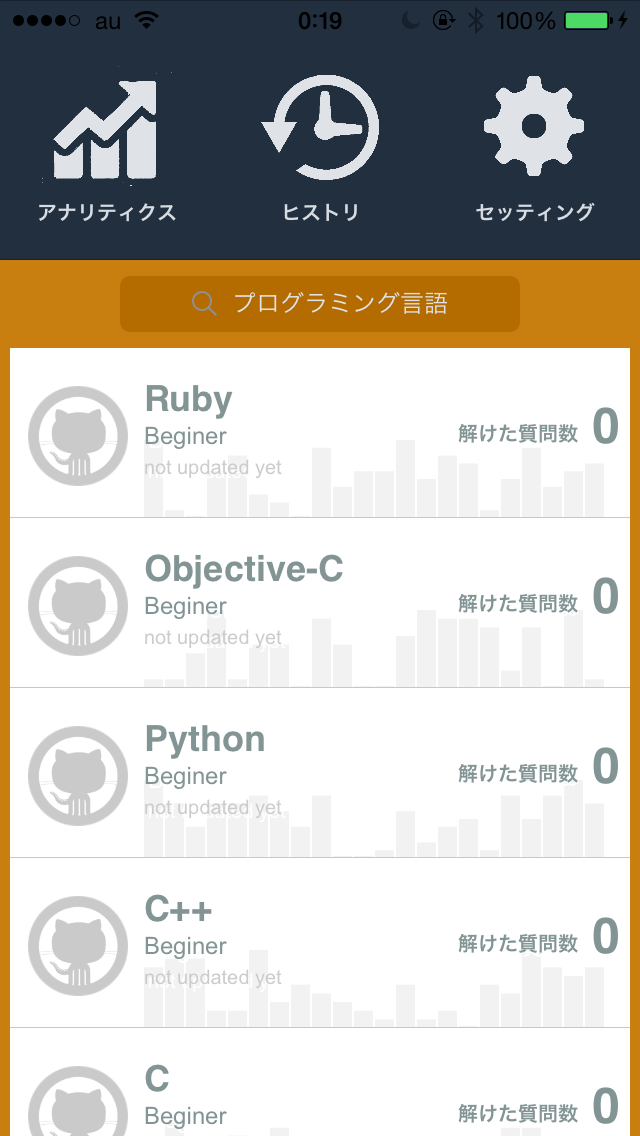 au 0:19 100%
アナリティクス ヒストリ セッティング
プログラミング言語
Ruby
Beginer
解けた質問数 0
not updated yet
Objective-C
Beginer
解けた質問数 0
not updated yet
Python
Beginer
解けた質問数 0
not updated yet
C++
Beginer
解けた質問数 0
not updated yet
C
Beginer
解けた質問数 0